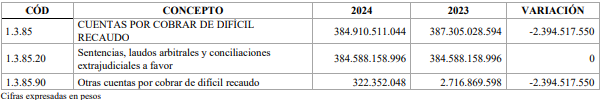 CÓD CONCEPTO 2024 2023 VARIACIÓN
1.3.85 CUENTAS POR COBRAR DE DIFÍCIL RECAUDO 384.910.511.044 387.305.028.594 -2.394.517.550
1.3.85.20 Sentencias, laudos arbitrales y conciliaciones extrajudiciales a favor 384.588.158.996 384.588.158.996 0
1.3.85.90 Otras cuentas por cobrar de difícil recaudo 322.352.048 2.716.869.598 -2.394.517.550
Cifras expresadas en pesos